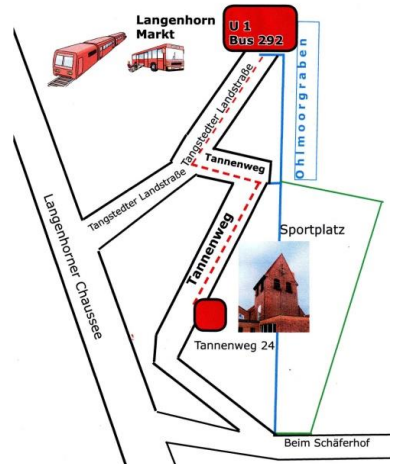 Langenhorn
Markt
U 1
Bus 292
Tangstedter Landstraße
Ohlmoorgraben
Tannenweg
Tangstedter Landstraße
Langenhorner Chaussee
Tannenweg
Sportplatz
Tannenweg 24
Beim Schäferhof